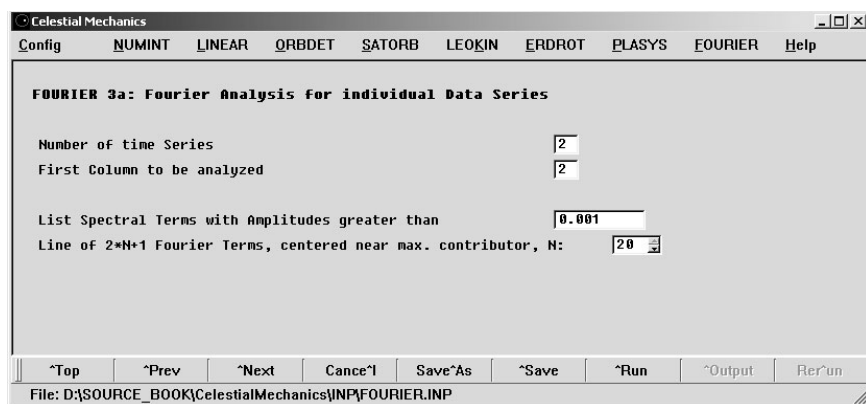 Celestial Mechanics
Config NUMINT LINEAR ORBDET SATORB LEOKIN ERDROT PLASYS FOURIER Help
FOURIER 3a: Fourier Analysis for individual Data Series
Number of time Series 2
First Column to be analyzed 2
List Spectral Terms with Amplitudes greater than 0.001
Line of 2*N+1 Fourier Terms, centered near max. contributor, N: 20
^Top ^Prev ^Next Cance^l Save^As ^Save ^Run ^Output Rer^un
File: D:\SOURCE_BOOK\CelestialMechanics\INP\FOURIER.INP